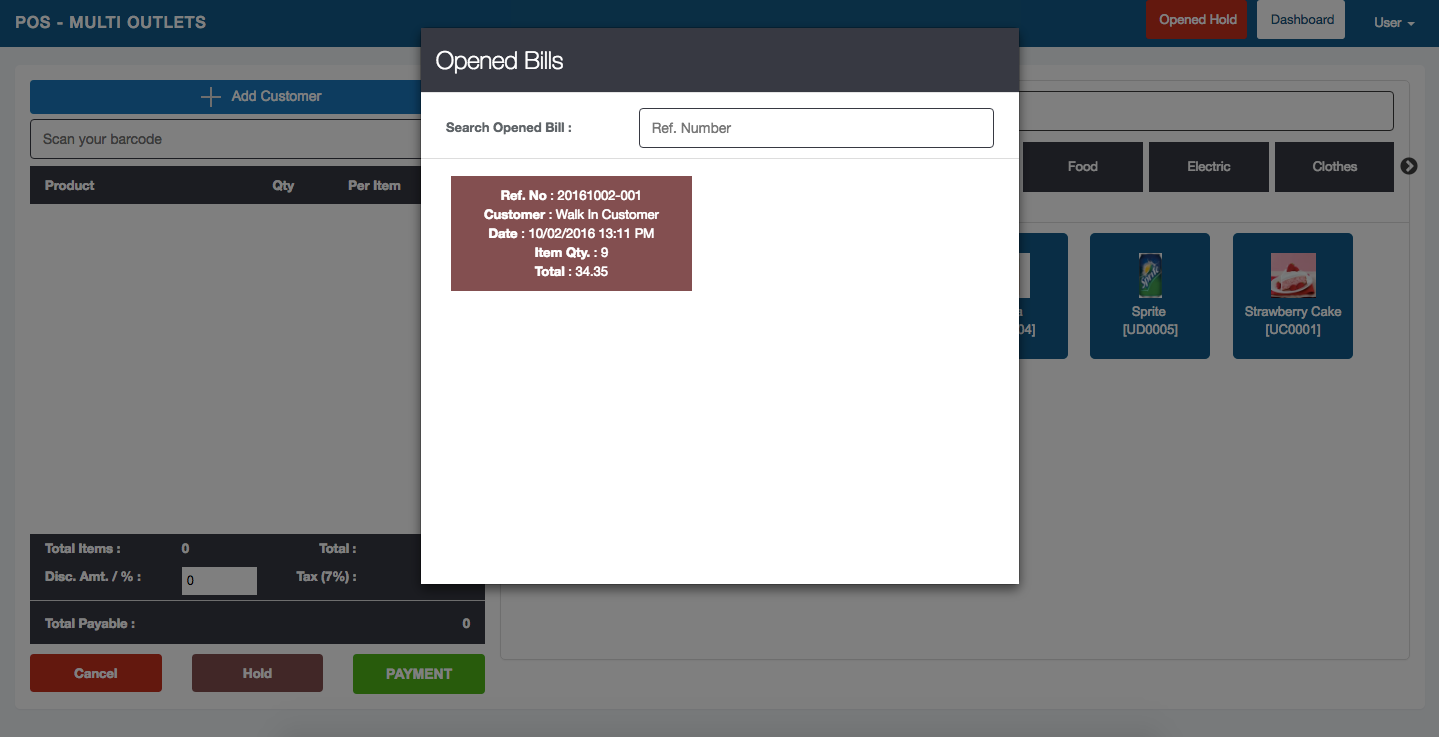 POS - MULTI OUTLETS
Opened Hold
Dashboard
User
Opened Bills
Search Opened Bill :
Ref. Number
Ref. No : 20161002-001
Customer : Walk In Customer
Date : 10/02/2016 13:11 PM
Item Qty. : 9
Total : 34.35
Add Customer
Scan your barcode
Product Qty Per Item
Total Items : 0 Total :
Disc. Amt. / % : 0 Tax (7%) :
Total Payable : 0
Cancel
Hold
PAYMENT
Food
Electric
Clothes
Sprite
[UD0005]
Strawberry Cake
[UC0001]